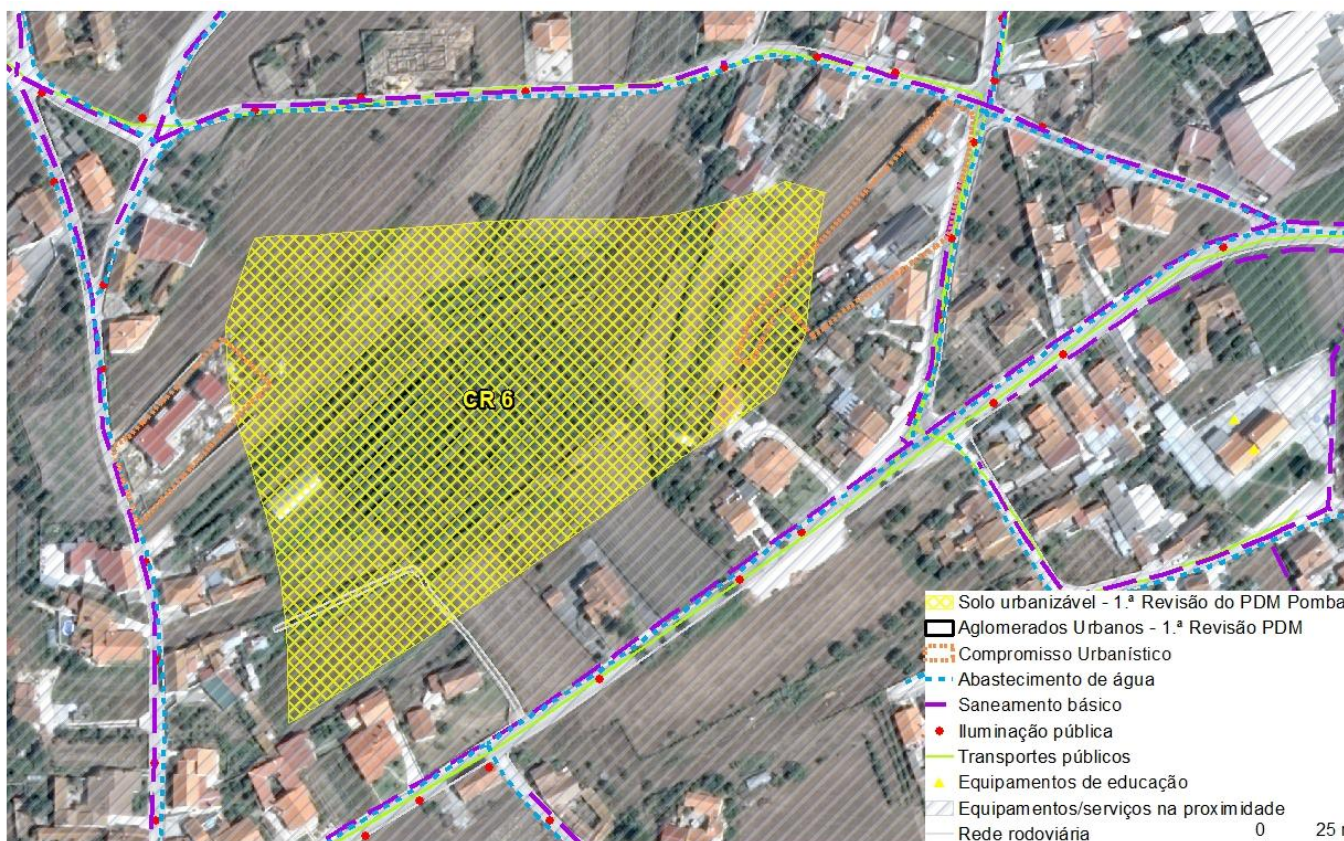 CR 6
Solo urbanizável - 1.ª Revisão do PDM Pomba
Aglomerados Urbanos - 1.ª Revisão PDM
Compromisso Urbanístico
Abastecimento de água
Saneamento básico
Iluminação pública
Transportes públicos
Equipamentos de educação
Equipamentos/serviços na proximidade
Rede rodoviária
0 25